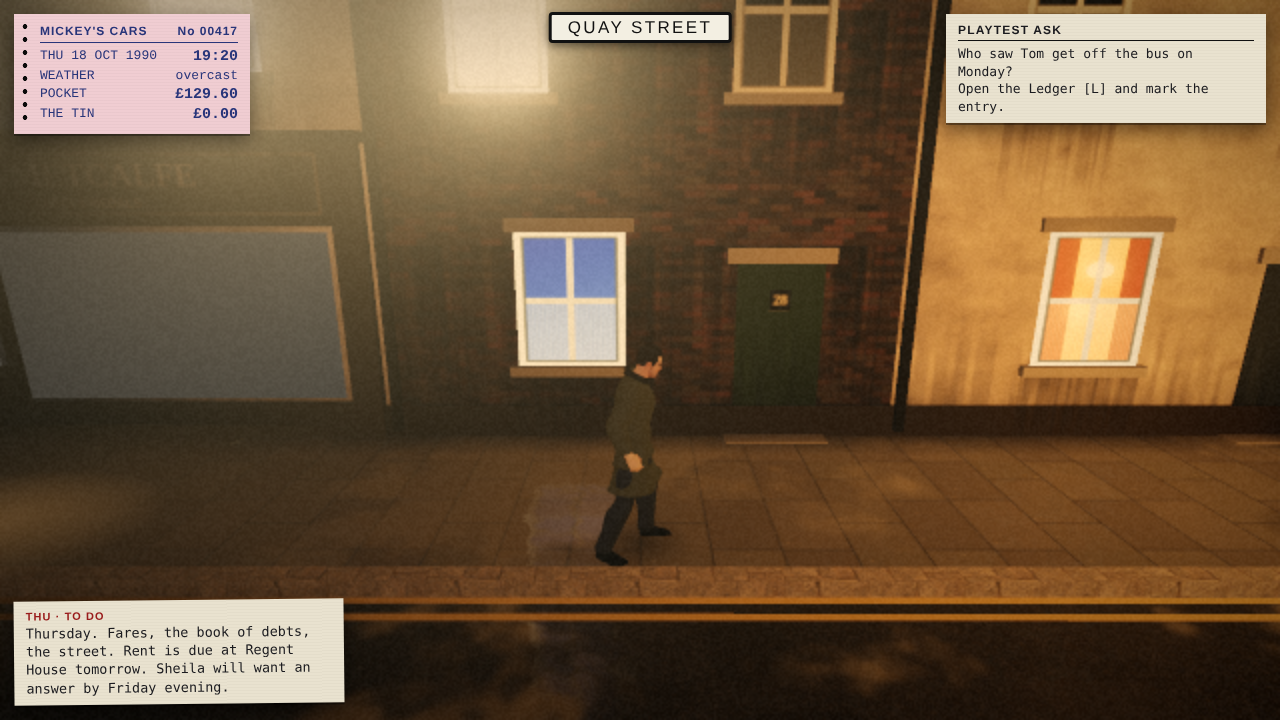 MICKEY'S CARS No 00417
THU 18 OCT 1990 19:20
WEATHER overcast
POCKET £129.60
THE TIN £0.00
QUAY STREET
PLAYTEST ASK
Who saw Tom get off the bus on
Monday?
Open the Ledger [L] and mark the
entry.
28
THU · TO DO
Thursday. Fares, the book of debts,
the street. Rent is due at Regent
House tomorrow. Sheila will want an
answer by Friday evening.